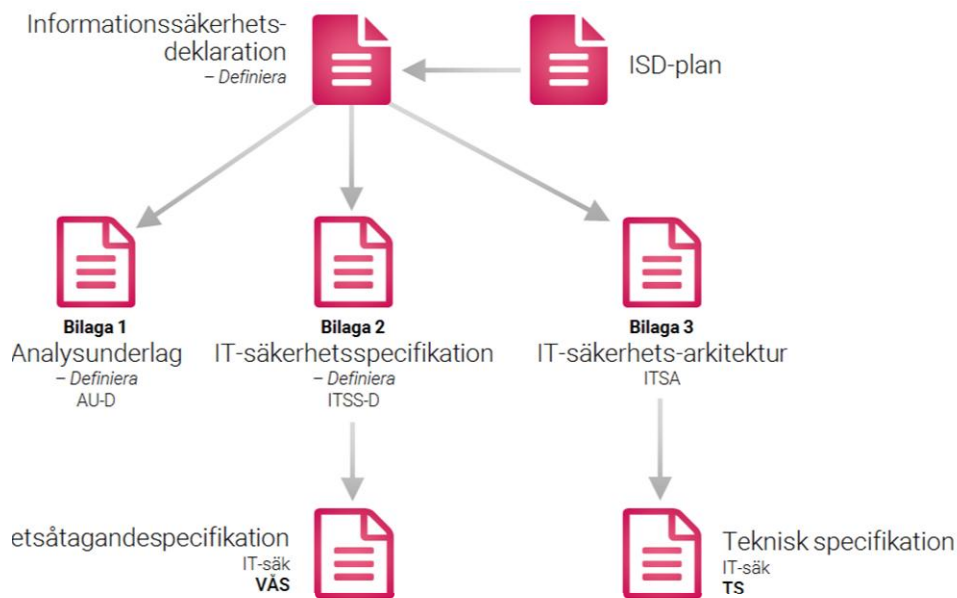 Informationssäkerhets-
deklaration
– Definiera
ISD-plan
Bilaga 1
Analysunderlag
– Definiera
AU-D
Bilaga 2
IT-säkerhetsspecifikation
– Definiera
ITSS-D
Bilaga 3
IT-säkerhets-arkitektur
ITSA
etsåtagandespecifikation
IT-säk
VÅS
Teknisk specifikation
IT-säk
TS